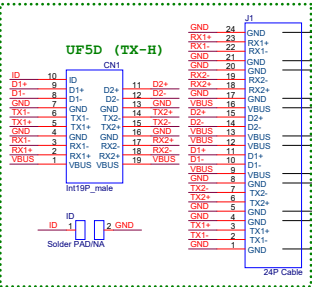 UF5D (TX-H)
CN1
ID 10 ID
D1+ 9 D1+ D2+ 11 D2+
D1- 8 D1- D2- 12 D2-
GND 7 GND GND 13 GND
TX1- 6 TX1- TX2- 14 TX2+
TX1+ 5 TX1+ TX2+ 15 TX2-
GND 4 GND GND 16 GND
RX1- 3 RX1- RX2- 17 RX2-
RX1+ 2 RX1+ RX2+ 18 RX2+
VBUS 1 VBUS VBUS 19 VBUS
Int19P_male
ID
ID 1 2 GND
Solder PAD/NA
J1
GND 24 GND
RX1+ 23 RX1+
RX1- 22 RX1-
GND 21 GND
GND 20 GND
RX2- 19 RX2-
RX2+ 18 RX2+
GND 17 GND
VBUS 16 VBUS
D2+ 15 D2+
D2- 14 D2-
VBUS 13 VBUS
VBUS 12 VBUS
D1+ 11 D1+
D1- 10 D1-
VBUS 9 VBUS
GND 8 GND
TX2- 7 TX2-
TX2+ 6 TX2+
GND 5 GND
GND 4 GND
TX1+ 3 TX1+
TX1- 2 TX1-
GND 1 GND
24P Cable